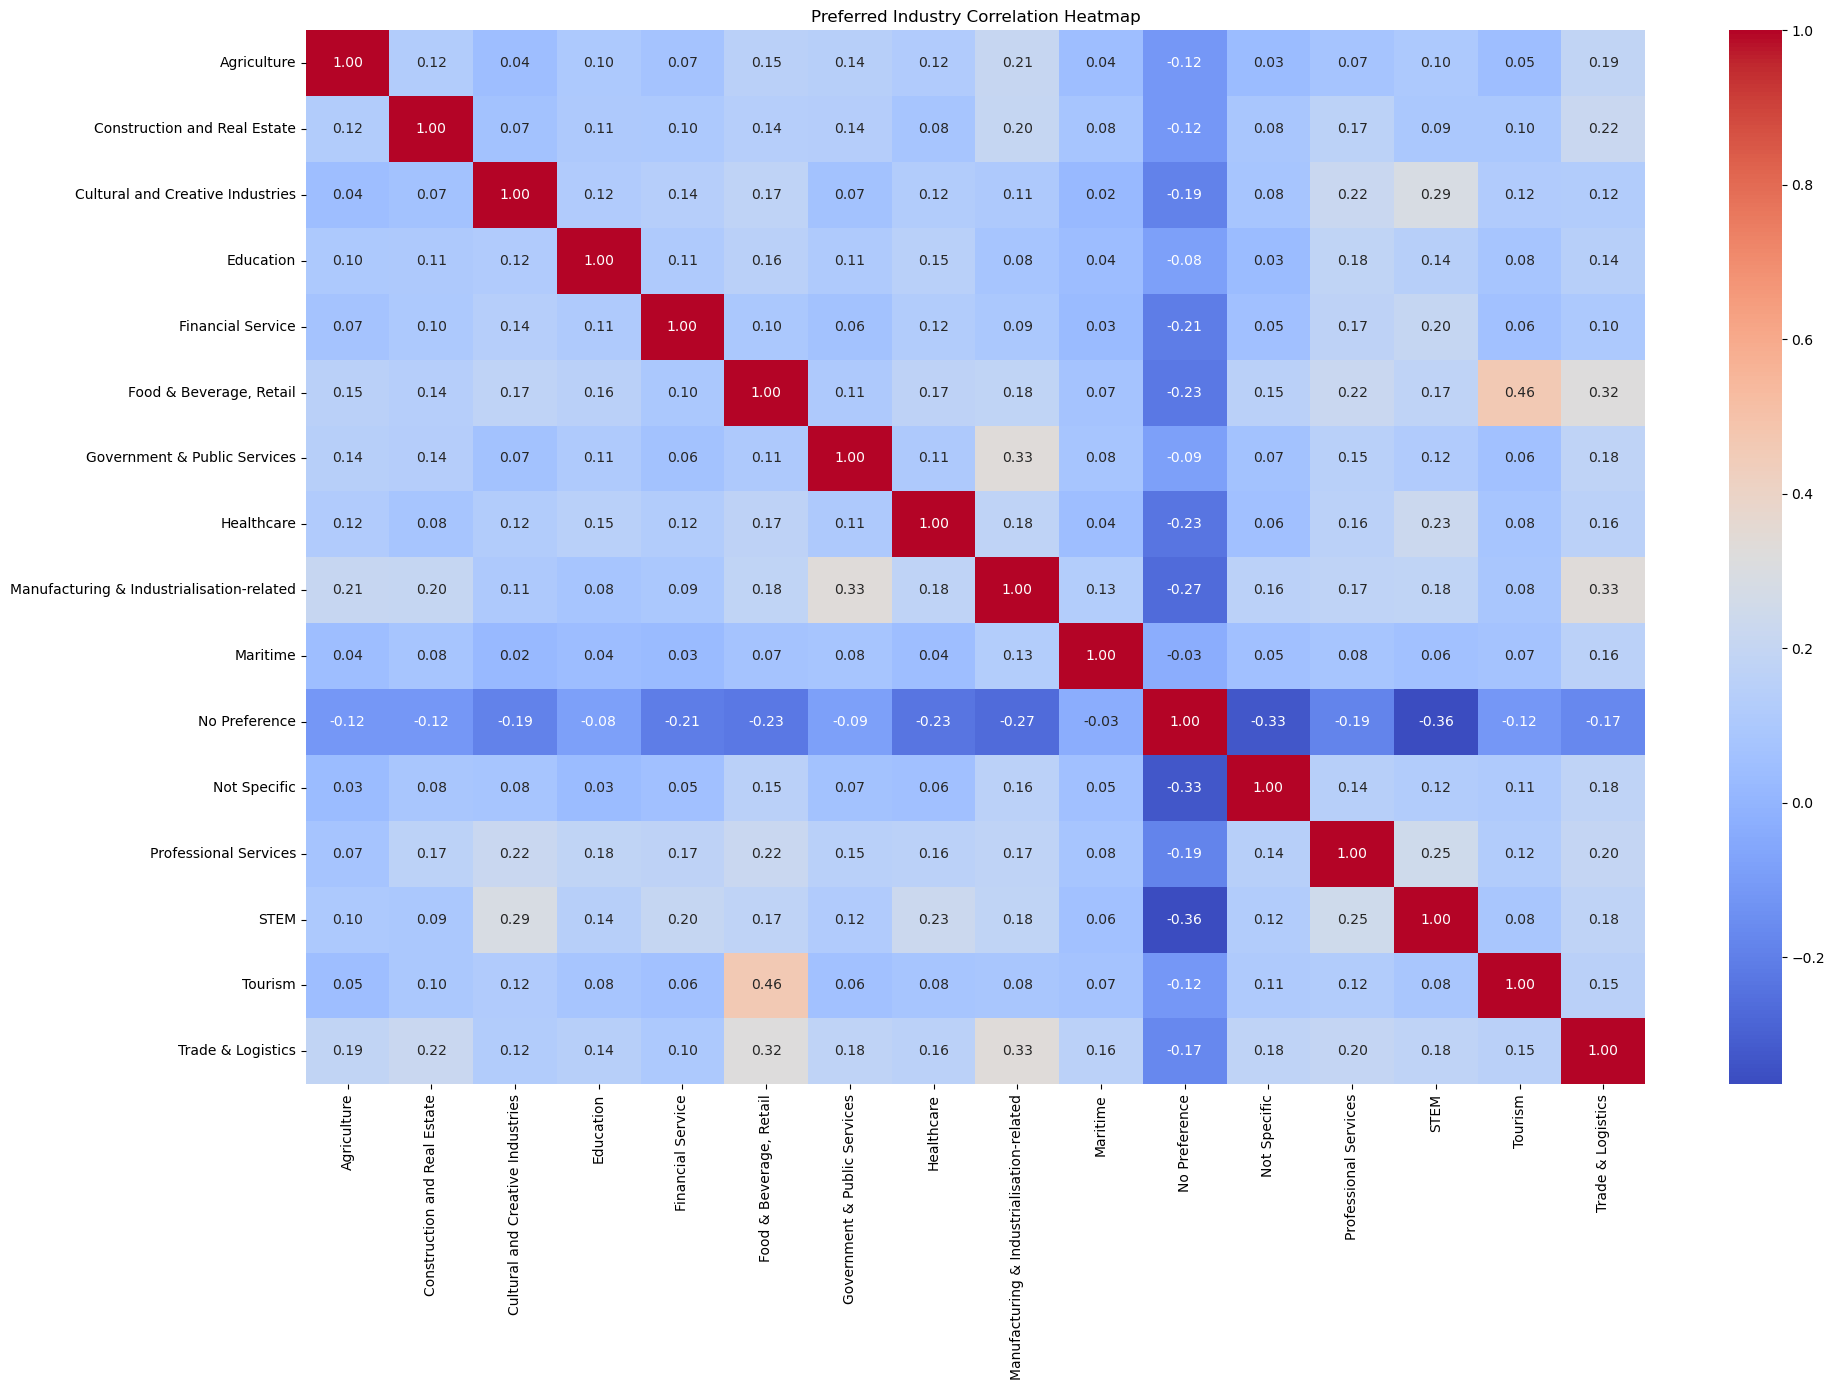 Preferred Industry Correlation Heatmap
Agriculture 1.00 0.12 0.04 0.10 0.07 0.15 0.14 0.12 0.21 0.04 -0.12 0.03 0.07 0.10 0.05 0.19
Construction and Real Estate 0.12 1.00 0.07 0.11 0.10 0.14 0.14 0.08 0.20 0.08 -0.12 0.08 0.17 0.09 0.10 0.22
Cultural and Creative Industries 0.04 0.07 1.00 0.12 0.14 0.17 0.07 0.12 0.11 0.02 -0.19 0.08 0.22 0.29 0.12 0.12
Education 0.10 0.11 0.12 1.00 0.11 0.16 0.11 0.15 0.08 0.04 -0.08 0.03 0.18 0.14 0.08 0.14
Financial Service 0.07 0.10 0.14 0.11 1.00 0.10 0.06 0.12 0.09 0.03 -0.21 0.05 0.17 0.20 0.06 0.10
Food & Beverage, Retail 0.15 0.14 0.17 0.16 0.10 1.00 0.11 0.17 0.18 0.07 -0.23 0.15 0.22 0.17 0.46 0.32
Government & Public Services 0.14 0.14 0.07 0.11 0.06 0.11 1.00 0.11 0.33 0.08 -0.09 0.07 0.15 0.12 0.06 0.18
Healthcare 0.12 0.08 0.12 0.15 0.12 0.17 0.11 1.00 0.18 0.04 -0.23 0.06 0.16 0.23 0.08 0.16
Manufacturing & Industrialisation-related 0.21 0.20 0.11 0.08 0.09 0.18 0.33 0.18 1.00 0.13 -0.27 0.16 0.17 0.18 0.08 0.33
Maritime 0.04 0.08 0.02 0.04 0.03 0.07 0.08 0.04 0.13 1.00 -0.03 0.05 0.08 0.06 0.07 0.16
No Preference -0.12 -0.12 -0.19 -0.08 -0.21 -0.23 -0.09 -0.23 -0.27 -0.03 1.00 -0.33 -0.19 -0.36 -0.12 -0.17
Not Specific 0.03 0.08 0.08 0.03 0.05 0.15 0.07 0.06 0.16 0.05 -0.33 1.00 0.14 0.12 0.11 0.18
Professional Services 0.07 0.17 0.22 0.18 0.17 0.22 0.15 0.16 0.17 0.08 -0.19 0.14 1.00 0.25 0.12 0.20
STEM 0.10 0.09 0.29 0.14 0.20 0.17 0.12 0.23 0.18 0.06 -0.36 0.12 0.25 1.00 0.08 0.18
Tourism 0.05 0.10 0.12 0.08 0.06 0.46 0.06 0.08 0.08 0.07 -0.12 0.11 0.12 0.08 1.00 0.15
Trade & Logistics 0.19 0.22 0.12 0.14 0.10 0.32 0.18 0.16 0.33 0.16 -0.17 0.18 0.20 0.18 0.15 1.00
Agriculture
Construction and Real Estate
Cultural and Creative Industries
Education
Financial Service
Food & Beverage, Retail
Government & Public Services
Healthcare
Manufacturing & Industrialisation-related
Maritime
No Preference
Not Specific
Professional Services
STEM
Tourism
Trade & Logistics
1.0
0.8
0.6
0.4
0.2
0.0
−0.2